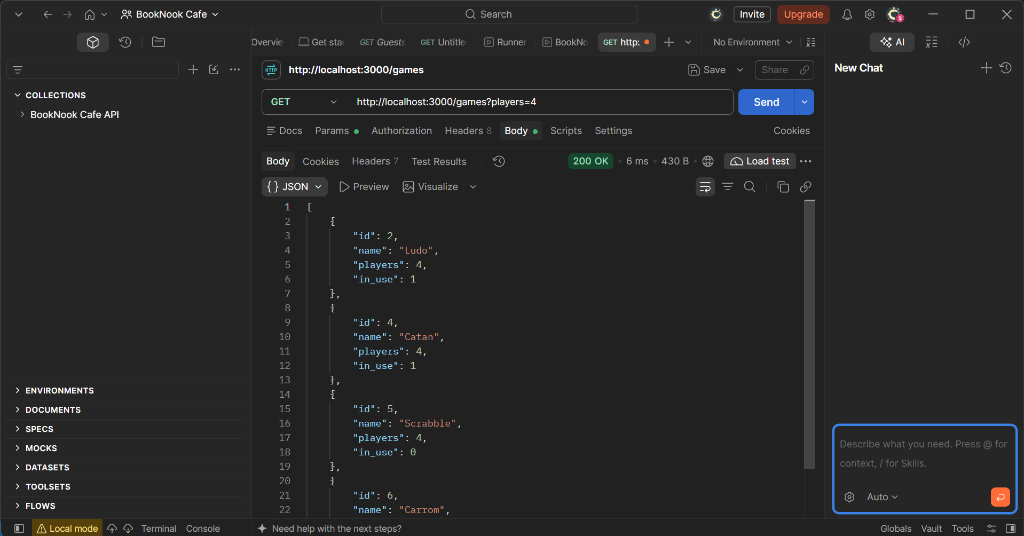 BookNook Cafe
Search
Invite
Upgrade
Overvie
Get sta
GET Guests
GET Untitle
Runner
BookNo
GET http:
No Environment
AI
COLLECTIONS
BookNook Cafe API
HTTP
http://localhost:3000/games
Save
Share
New Chat
GET
http://localhost:3000/games?players=4
Send
Docs
Params
Authorization
Headers 8
Body
Scripts
Settings
Cookies
Body
Cookies
Headers 7
Test Results
200 OK
6 ms
430 B
Load test
{} JSON
Preview
Visualize
1 [
2 {
3 "id": 2,
4 "name": "Ludo",
5 "players": 4,
6 "in_use": 1
7 },
8 {
9 "id": 4,
10 "name": "Catan",
11 "players": 4,
12 "in_use": 1
13 },
14 {
15 "id": 5,
16 "name": "Scrabble",
17 "players": 4,
18 "in_use": 0
19 },
20 {
21 "id": 6,
22 "name": "Carrom",
ENVIRONMENTS
DOCUMENTS
SPECS
MOCKS
DATASETS
TOOLSETS
FLOWS
Describe what you need. Press @ for
context, / for Skills.
Auto
Local mode
Terminal
Console
Need help with the next steps?
Globals
Vault
Tools